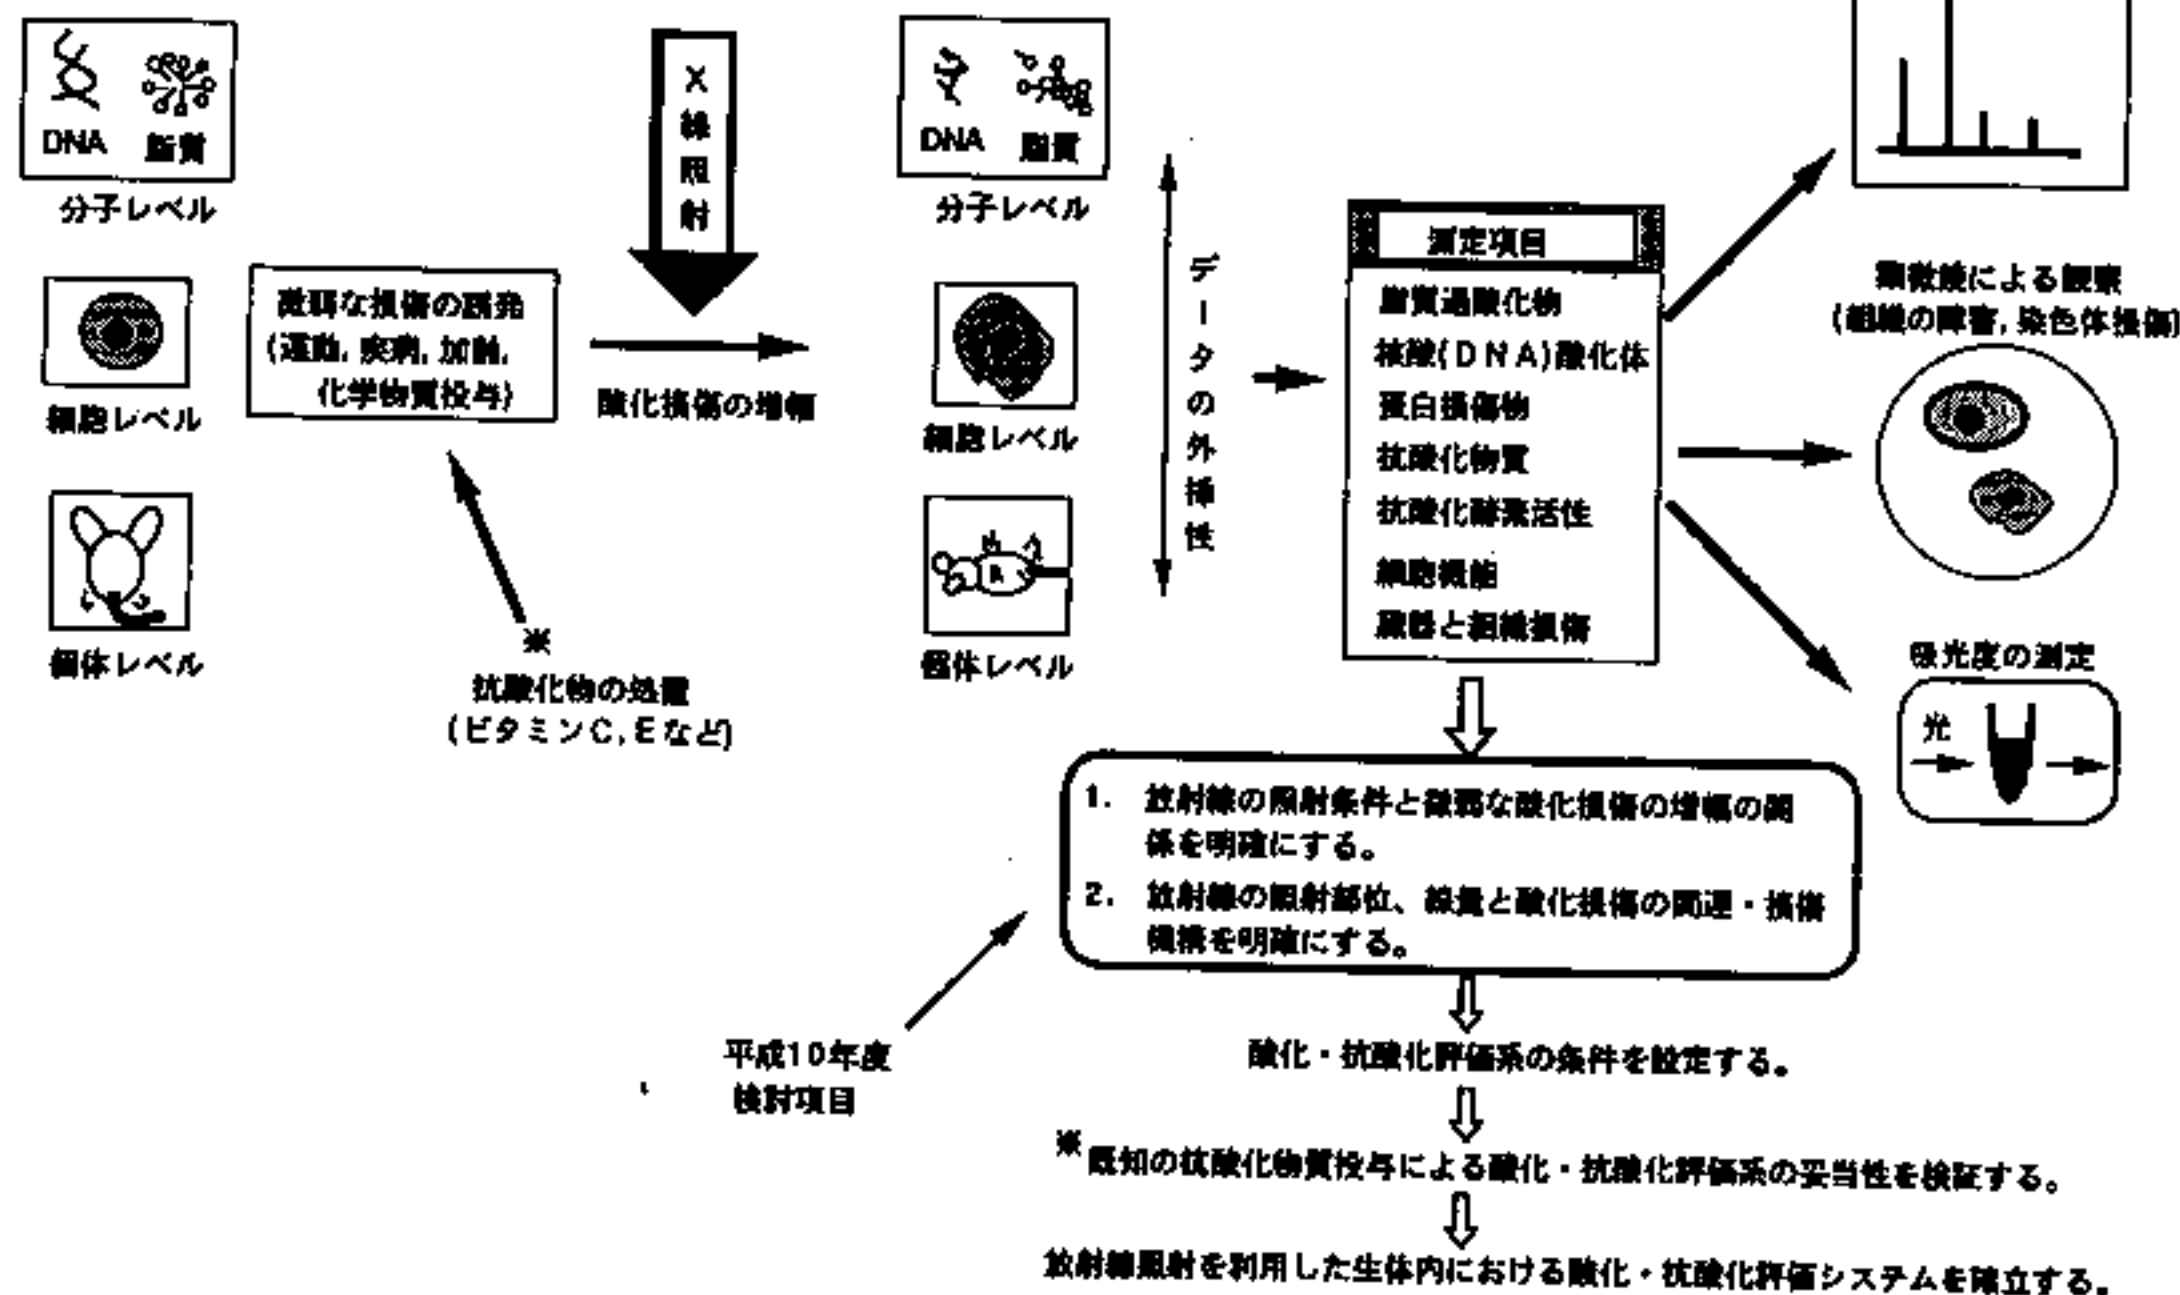 DNA 脂質
分子レベル
細胞レベル
個体レベル
微弱な損傷の誘発
(運動, 疾病, 加齢,
化学物質投与)
※
抗酸化物の処置
(ビタミンC, Eなど)
X線照射
酸化損傷の増幅
DNA 脂質
分子レベル
細胞レベル
個体レベル
データの外挿性
測定項目
脂質過酸化物
核酸(DNA)酸化体
蛋白損傷物
抗酸化物質
抗酸化酵素活性
細胞機能
臓器と組織損傷
顕微鏡による観察
(組織の障害, 染色体損傷)
吸光度の測定
光
1. 放射線の照射条件と微弱な酸化損傷の増幅の関
係を明確にする。
2. 放射線の照射部位、線量と酸化損傷の関連・損傷
機構を明確にする。
平成10年度
検討項目
酸化・抗酸化評価系の条件を設定する。
※既知の抗酸化物質投与による酸化・抗酸化評価系の妥当性を検証する。
放射線照射を利用した生体内における酸化・抗酸化評価システムを確立する。